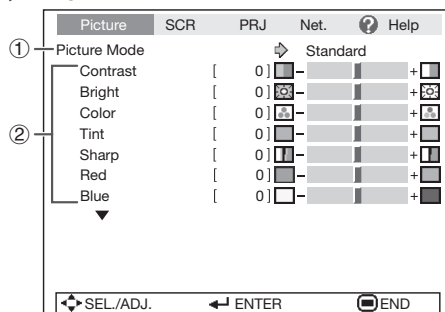 Picture SCR PRJ Net. ? Help
① Picture Mode Standard
② Contrast [ 0 ] – +
Bright [ 0 ] – +
Color [ 0 ] – +
Tint [ 0 ] – +
Sharp [ 0 ] – +
Red [ 0 ] – +
Blue [ 0 ] – +
SEL./ADJ. ENTER END